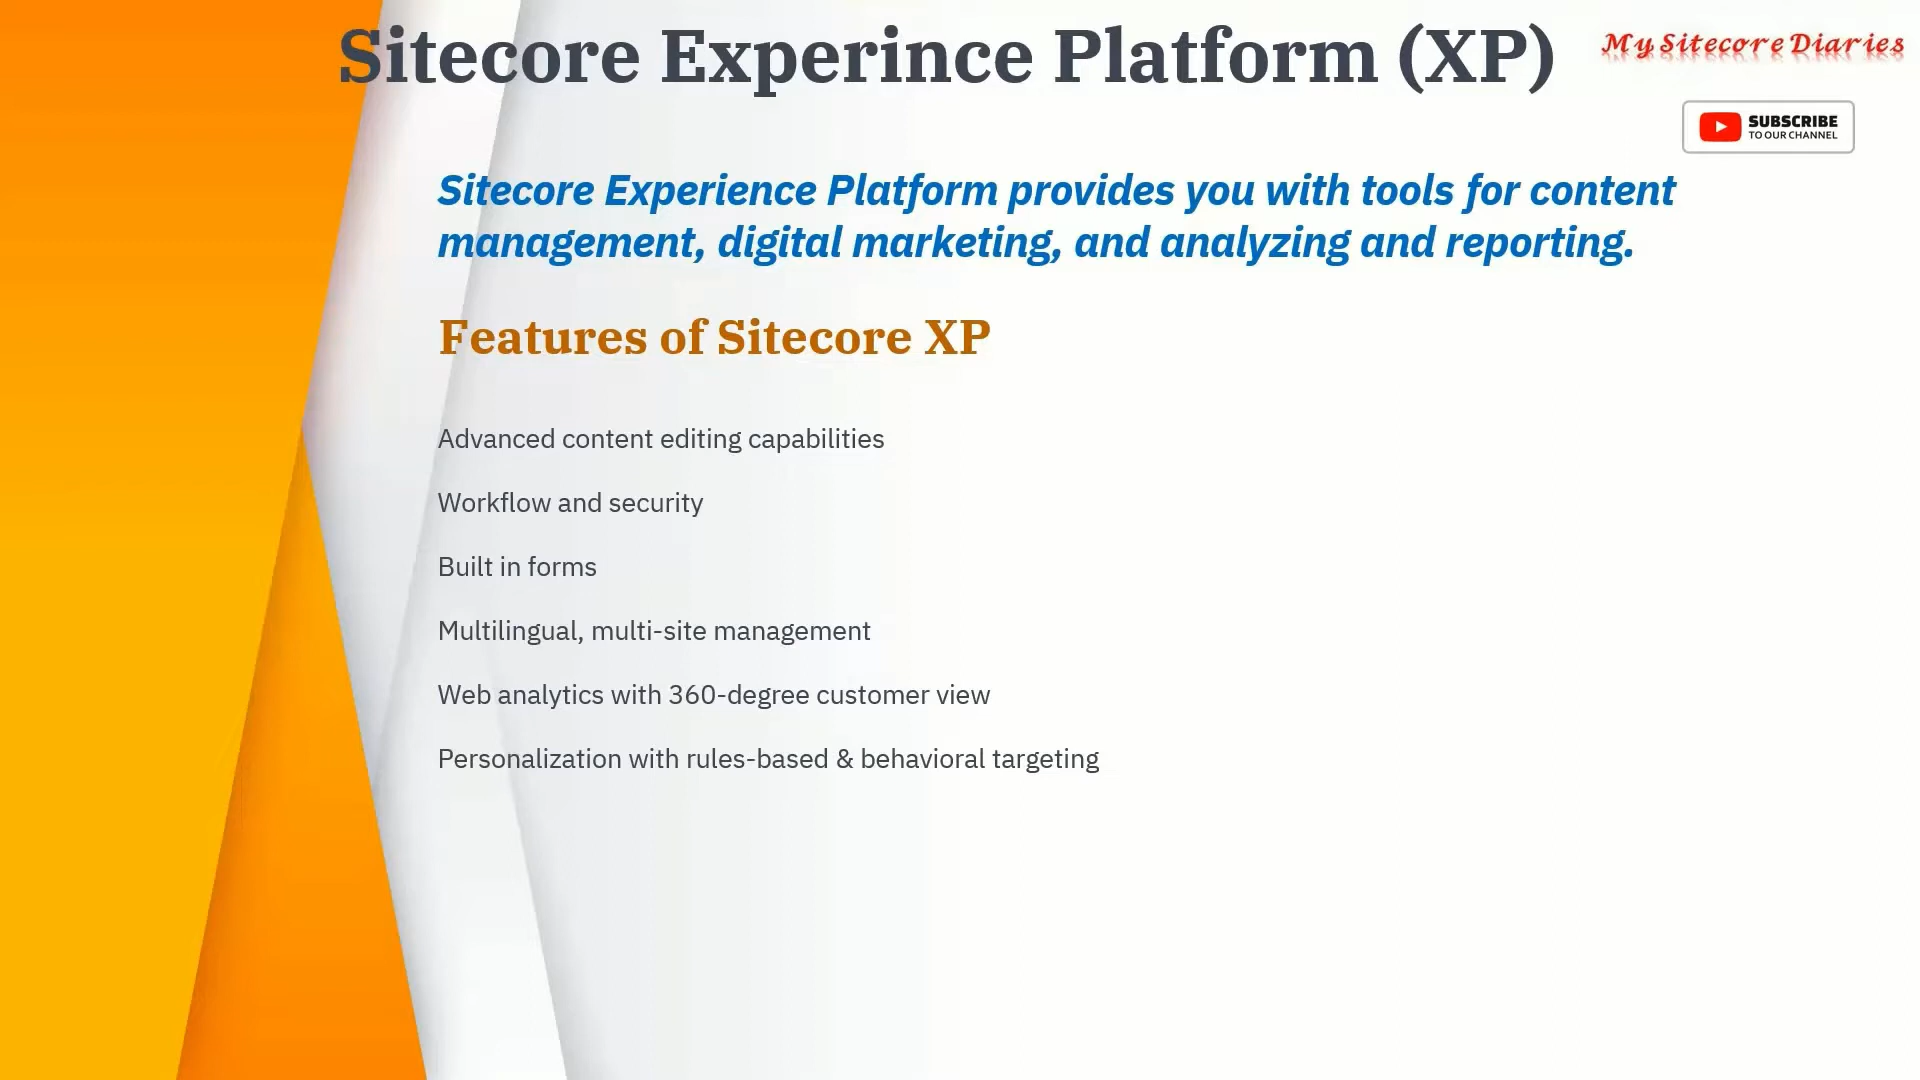 Sitecore Experince Platform (XP)
My Sitecore Diaries
SUBSCRIBE
TO OUR CHANNEL
Sitecore Experience Platform provides you with tools for content
management, digital marketing, and analyzing and reporting.
Features of Sitecore XP
Advanced content editing capabilities
Workflow and security
Built in forms
Multilingual, multi-site management
Web analytics with 360-degree customer view
Personalization with rules-based & behavioral targeting